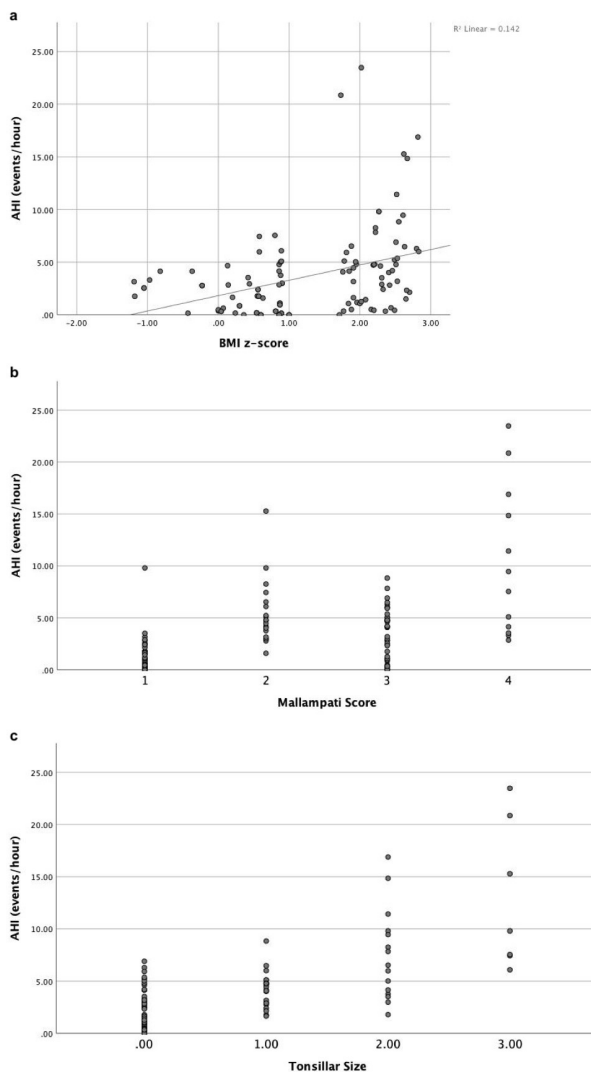 a
R² Linear = 0.142
25.00
20.00
15.00
10.00
5.00
.00
AHI (events/hour)
-2.00 -1.00 .00 1.00 2.00 3.00
BMI z-score
b
25.00
20.00
15.00
10.00
5.00
.00
AHI (events/hour)
1 2 3 4
Mallampati Score
c
25.00
20.00
15.00
10.00
5.00
.00
AHI (events/hour)
.00 1.00 2.00 3.00
Tonsillar Size